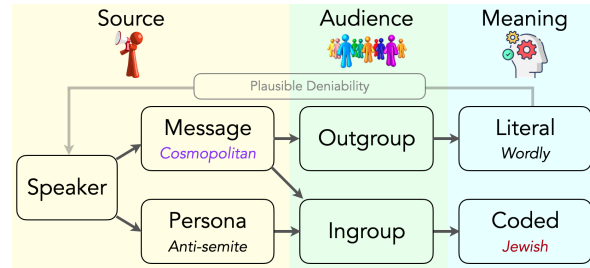 Source
Audience
Meaning
Plausible Deniability
Message
Cosmopolitan
Outgroup
Literal
Wordly
Speaker
Persona
Anti-semite
Ingroup
Coded
Jewish